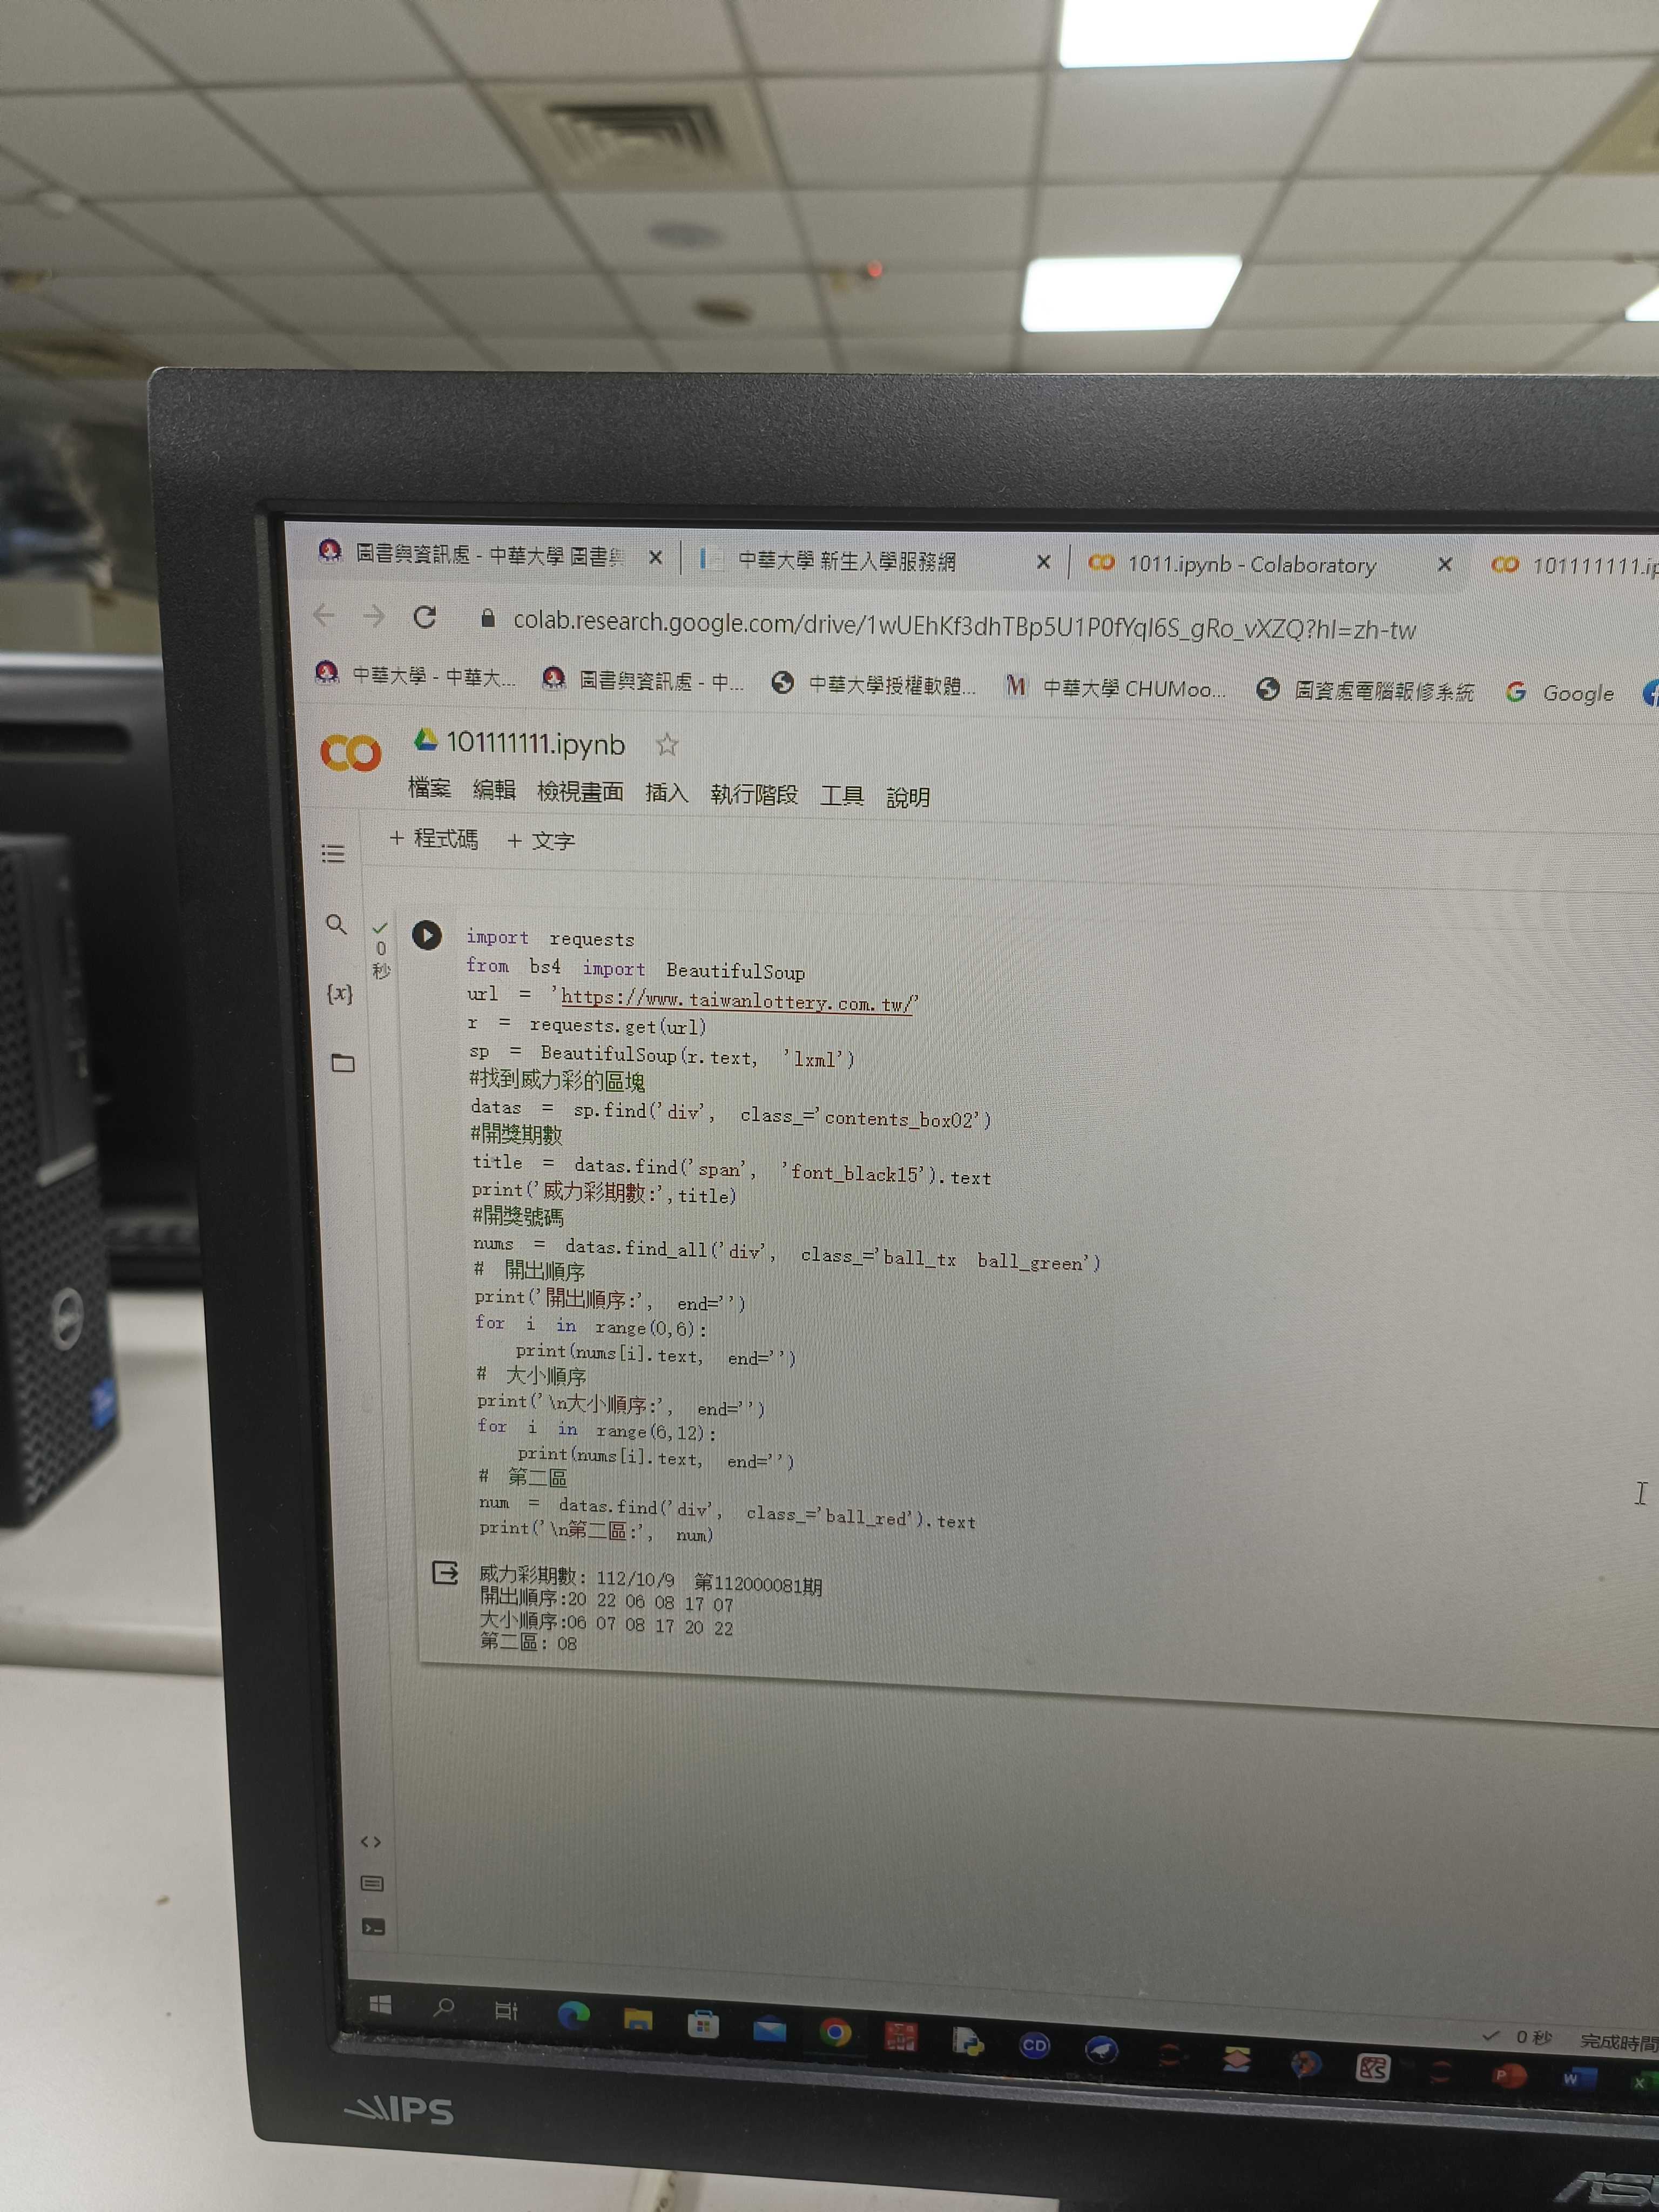 圖書與資訊處 - 中華大學 圖書與
中華大學 新生入學服務網
1011.ipynb - Colaboratory
101111111.ip
colab.research.google.com/drive/1wUEhKf3dhTBp5U1P0fYqI6S_gRo_vXZQ?hl=zh-tw
中華大學 - 中華大...
圖書與資訊處 - 中...
中華大學授權軟體...
中華大學 CHUMoo...
圖資處電腦報修系統
Google
101111111.ipynb
檔案 編輯 檢視畫面 插入 執行階段 工具 說明
+ 程式碼 + 文字
0
秒
import requests
from bs4 import BeautifulSoup
url = 'https://www.taiwanlottery.com.tw/'
r = requests.get(url)
sp = BeautifulSoup(r.text, 'lxml')
#找到威力彩的區塊
datas = sp.find('div', class_='contents_box02')
#開獎期數
title = datas.find('span', 'font_black15').text
print('威力彩期數:',title)
#開獎號碼
nums = datas.find_all('div', class_='ball_tx ball_green')
# 開出順序
print('開出順序:', end='')
for i in range(0,6):
print(nums[i].text, end='')
# 大小順序
print('\n大小順序:', end='')
for i in range(6,12):
print(nums[i].text, end='')
# 第二區
num = datas.find('div', class_='ball_red').text
print('\n第二區:', num)
威力彩期數: 112/10/9 第112000081期
開出順序:20 22 06 08 17 07
大小順序:06 07 08 17 20 22
第二區: 08
0 秒 完成時間
IPS